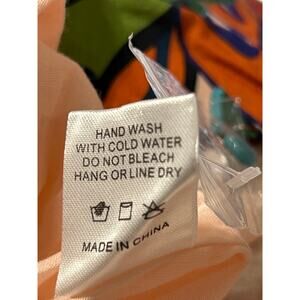 HAND WASH
WITH COLD WATER
DO NOT BLEACH
HANG OR LINE DRY
MADE IN CHINA